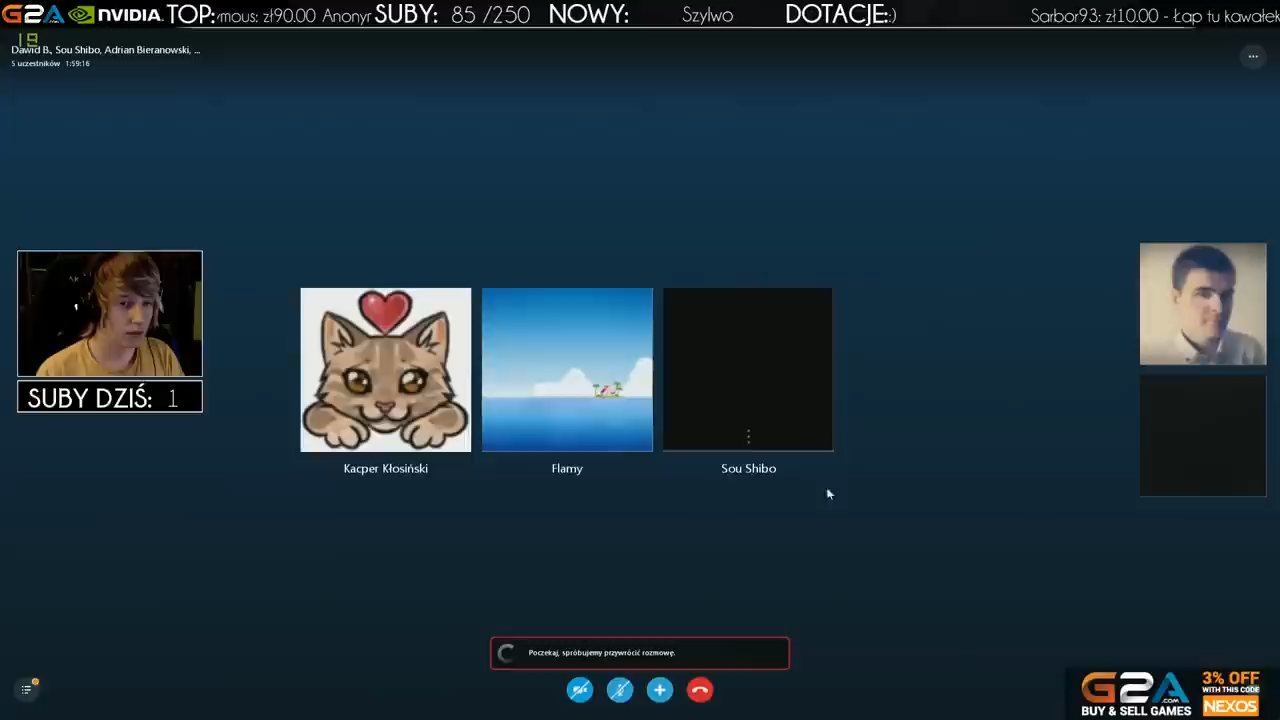 G2A.COM NVIDIA. TOP: ymous: zł90.00 Anonyr SUBY: 85 /250 NOWY: Szylwo DOTACJE:) Sarbor93: zł10.00 - Łap tu kawałek
19
Dawid B., Sou Shibo, Adrian Bieranowski, ...
5 uczestników 1:59:16
SUBY DZIŚ: 1
Kacper Kłosiński Flamy Sou Shibo
Poczekaj, spróbujemy przywrócić rozmowę.
G2A.COM
BUY & SELL GAMES
3% OFF
WITH THIS CODE
NEXOS